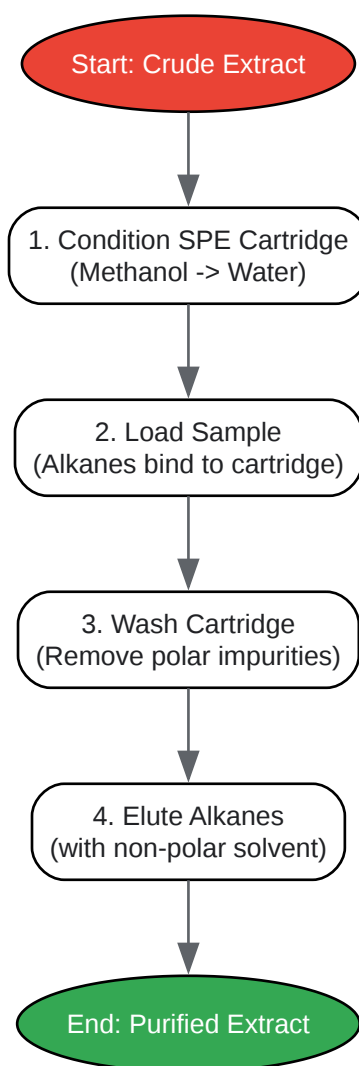 Start: Crude Extract
1. Condition SPE Cartridge
(Methanol -> Water)
2. Load Sample
(Alkanes bind to cartridge)
3. Wash Cartridge
(Remove polar impurities)
4. Elute Alkanes
(with non-polar solvent)
End: Purified Extract